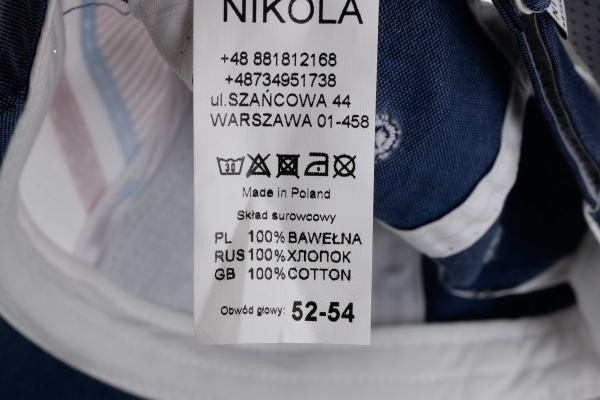 NIKOLA
+48 881812168
+48734951738
ul.SZAŃCOWA 44
WARSZAWA 01-458
30
Made in Poland
Skład surowcowy
PL 100% BAWEŁNA
RUS 100% ХЛОПОК
GB 100% COTTON
Obwód głowy: 52-54